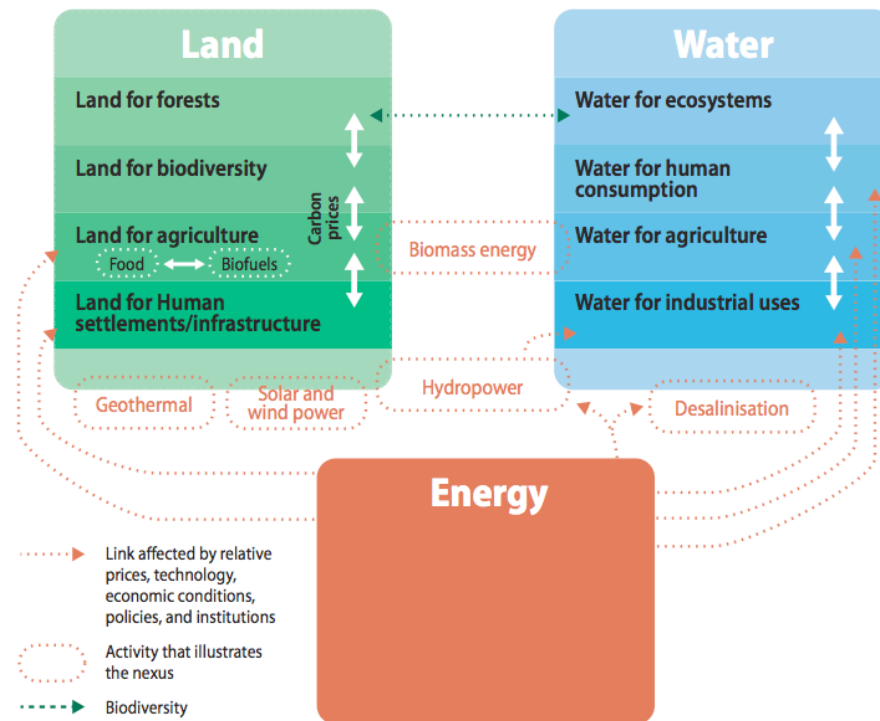 Land
Land for forests
Land for biodiversity
Land for agriculture
Food
Biofuels
Land for Human
settlements/infrastructure
Carbon
prices
Water
Water for ecosystems
Water for human
consumption
Water for agriculture
Water for industrial uses
Biomass energy
Geothermal
Solar and
wind power
Hydropower
Desalinisation
Energy
Link affected by relative
prices, technology,
economic conditions,
policies, and institutions
Activity that illustrates
the nexus
Biodiversity